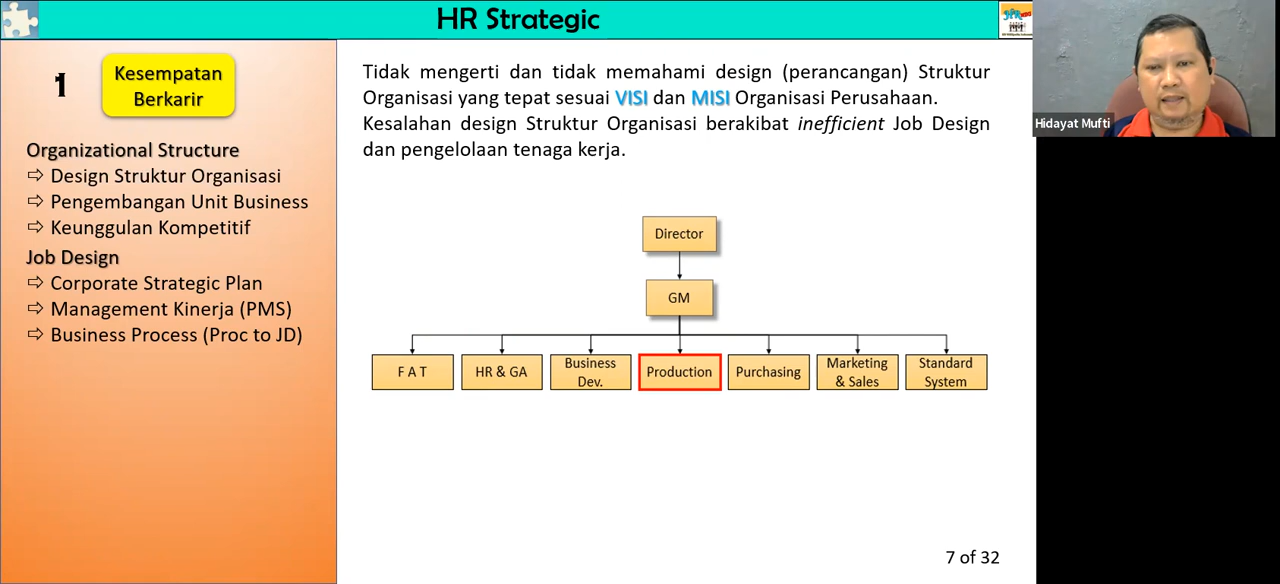 HR Strategic
1
Kesempatan
Berkarir
Organizational Structure
⇨ Design Struktur Organisasi
⇨ Pengembangan Unit Business
⇨ Keunggulan Kompetitif
Job Design
⇨ Corporate Strategic Plan
⇨ Management Kinerja (PMS)
⇨ Business Process (Proc to JD)
Tidak mengerti dan tidak memahami design (perancangan) Struktur
Organisasi yang tepat sesuai VISI dan MISI Organisasi Perusahaan.
Kesalahan design Struktur Organisasi berakibat inefficient Job Design
dan pengelolaan tenaga kerja.
Director
GM
F A T
HR & GA
Business
Dev.
Production
Purchasing
Marketing
& Sales
Standard
System
7 of 32
Hidayat Mufti